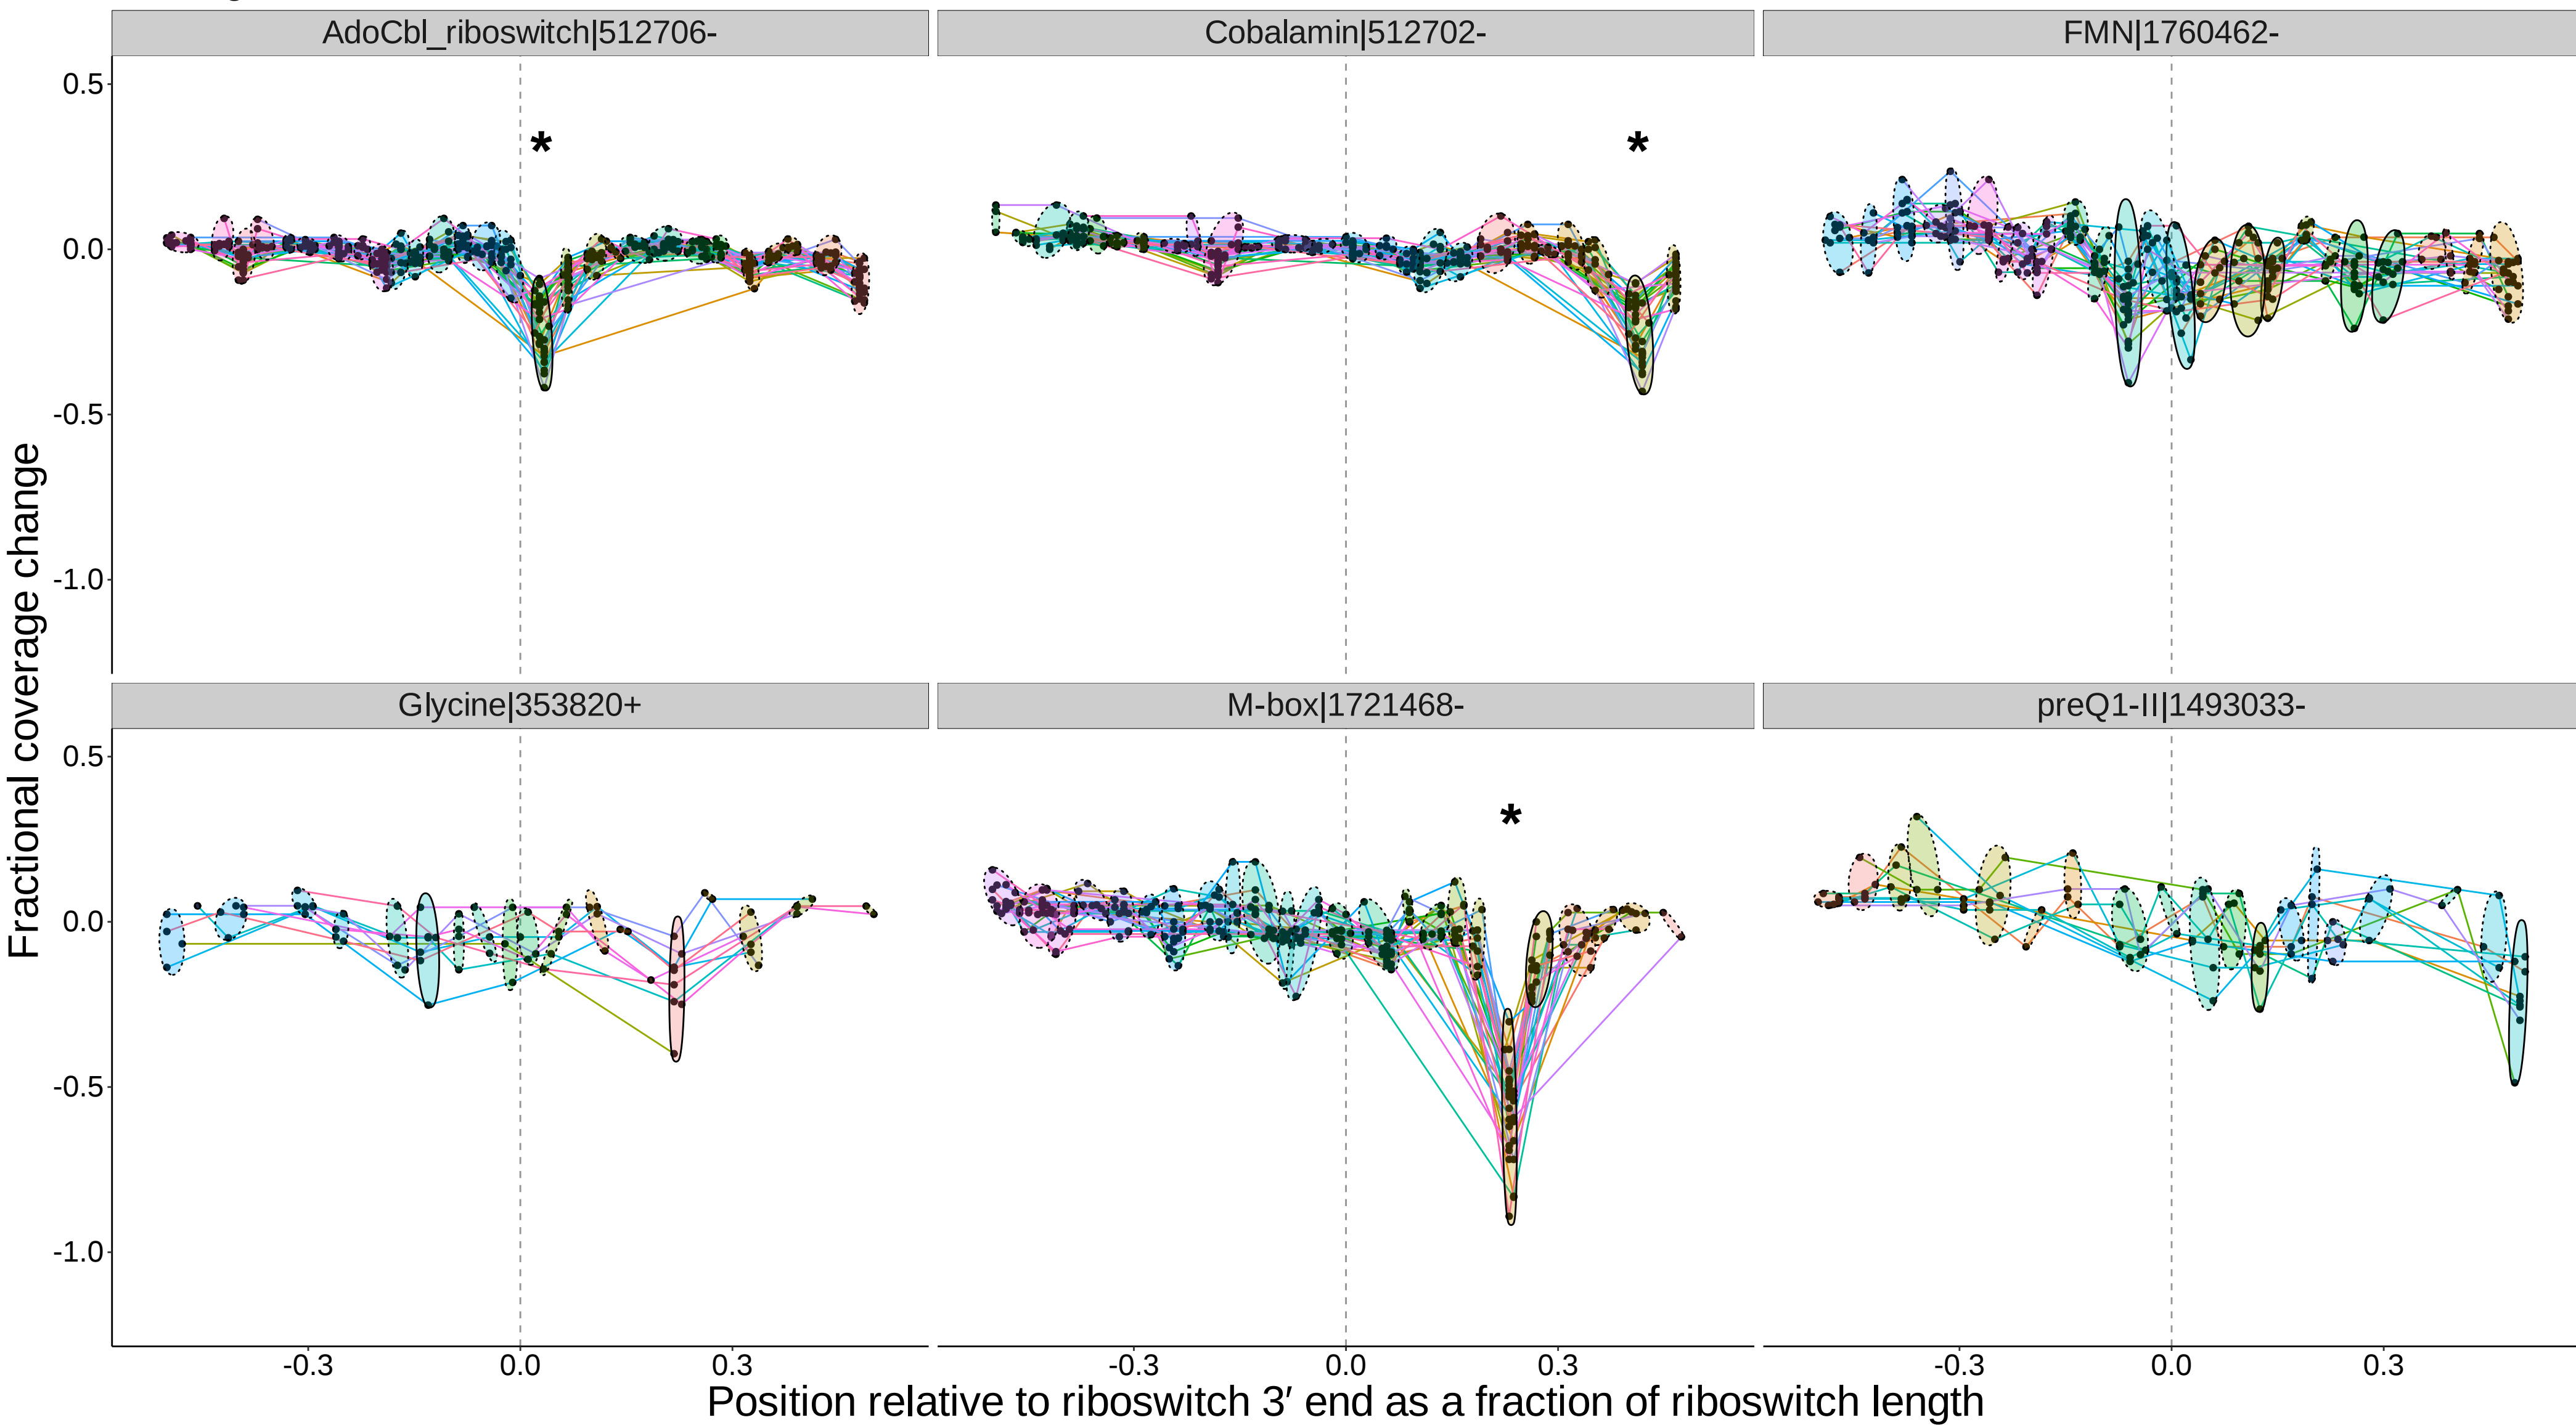 AdoCbl_riboswitch|512706-
Cobalamin|512702-
FMN|1760462-
0.5
0.0
-0.5
-1.0
*
*
Fractional coverage change
Glycine|353820+
M-box|1721468-
preQ1-II|1493033-
0.5
0.0
-0.5
-1.0
*
-0.3 0.0 0.3
-0.3 0.0 0.3
-0.3 0.0 0.3
Position relative to riboswitch 3′ end as a fraction of riboswitch length